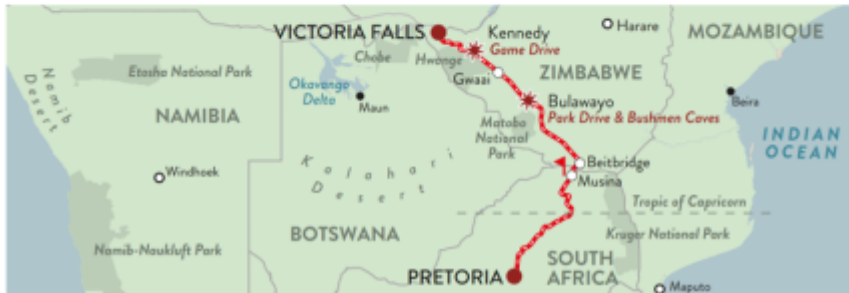 VICTORIA FALLS
Kennedy
Game Drive
Harare
MOZAMBIQUE
Etosha National Park
Chobe
Hwange
Gwaai
ZIMBABWE
Okavango
Delta
Maun
Bulawayo
Park Drive & Bushmen Caves
Beira
Namib
Desert
NAMIBIA
Matobo
National
Park
INDIAN
OCEAN
Windhoek
Kalahari
Desert
Beitbridge
Musina
Tropic of Capricorn
BOTSWANA
Kruger National Park
Namib-Naukluft Park
SOUTH
AFRICA
PRETORIA
Maputo